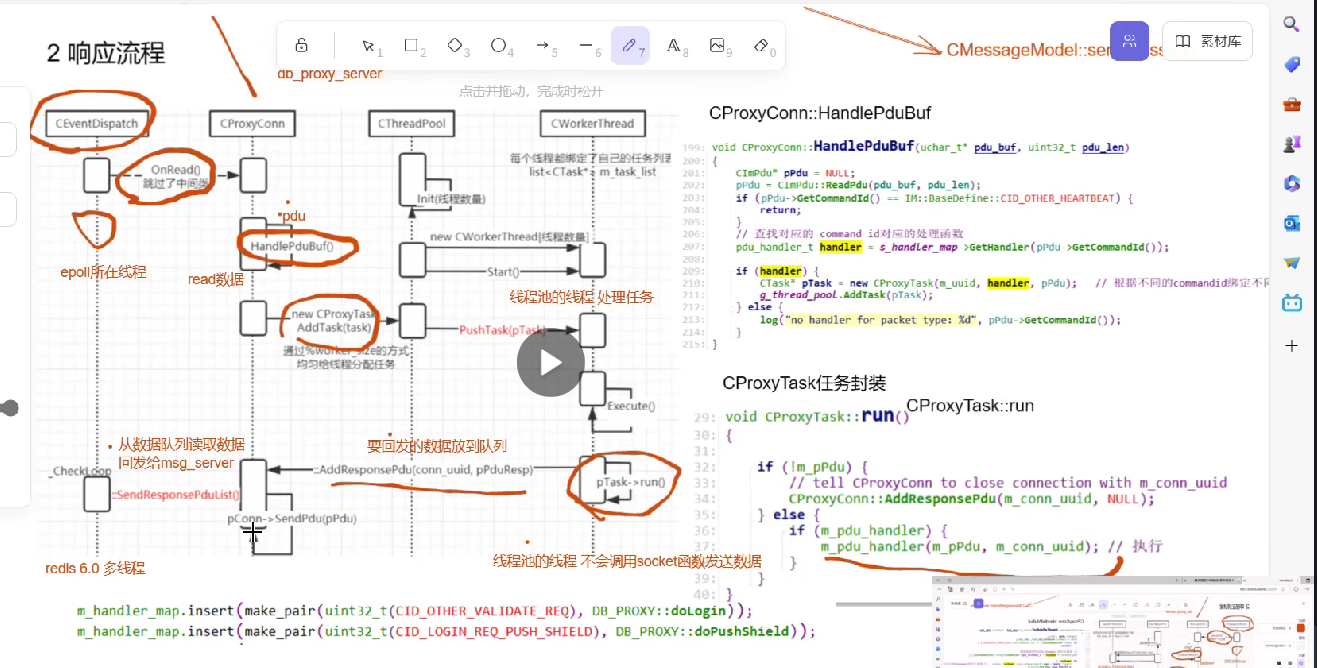 2 响应流程
1
2
3
4
5
6
7
8
9
0
素材库
db_proxy_server
点击并拖动，完成时松开
CMessageModel::se
CEventDispatch
CProxyConn
CThreadPool
CWorkerThread
每个线程都绑定了自己的任务列
list<CTask*> m_task_list
OnRead()
跳过了中间
Init(线程数量)
pdu
HandlePduBuf()
new CWorkerThread[线程数量]
Start()
epoll所在线程
read数据
线程池的线程 处理任务
new CProxyTask
AddTask(task)
PushTask(pTask)
通过%worker_size的方式
均匀给线程分配任务
Execute()
从数据队列读取数据
回发给msg_server
要回发的数据放到队列
_CheckLoop
::AddResponsePdu(conn_uuid, pPduResp)
pTask->run()
::SendResponsePduList()
pConn->SendPdu(pPdu)
线程池的线程 不会调用socket函数发送数据
redis 6.0 多线程
m_handler_map.insert(make_pair(uint32_t(CID_OTHER_VALIDATE_REQ), DB_PROXY::doLogin));
m_handler_map.insert(make_pair(uint32_t(CID_LOGIN_REQ_PUSH_SHIELD), DB_PROXY::doPushShield));
CProxyConn::HandlePduBuf
199: void CProxyConn::HandlePduBuf(uchar_t* pdu_buf, uint32_t pdu_len)
200: {
201: CImPdu* pPdu = NULL;
202: pPdu = CImPdu::ReadPdu(pdu_buf, pdu_len);
203: if (pPdu->GetCommandId() == IM::BaseDefine::CID_OTHER_HEARTBEAT) {
204: return;
205: }
206: // 查找对应的 command id对应的处理函数
207: pdu_handler_t handler = s_handler_map->GetHandler(pPdu->GetCommandId());
208:
209: if (handler) {
210: CTask* pTask = new CProxyTask(m_uuid, handler, pPdu); // 根据不同的commandid绑定不同
211: g_thread_pool.AddTask(pTask);
212: } else {
213: log("no handler for packet type: %d", pPdu->GetCommandId());
214: }
215: }
CProxyTask任务封装
CProxyTask::run
29: void CProxyTask::run()
30: {
31:
32: if (!m_pPdu) {
33: // tell CProxyConn to close connection with m_conn_uuid
34: CProxyConn::AddResponsePdu(m_conn_uuid, NULL);
35: } else {
36: if (m_pdu_handler) {
37: m_pdu_handler(m_pPdu, m_conn_uuid); // 执行
38: }
39: }
40: }